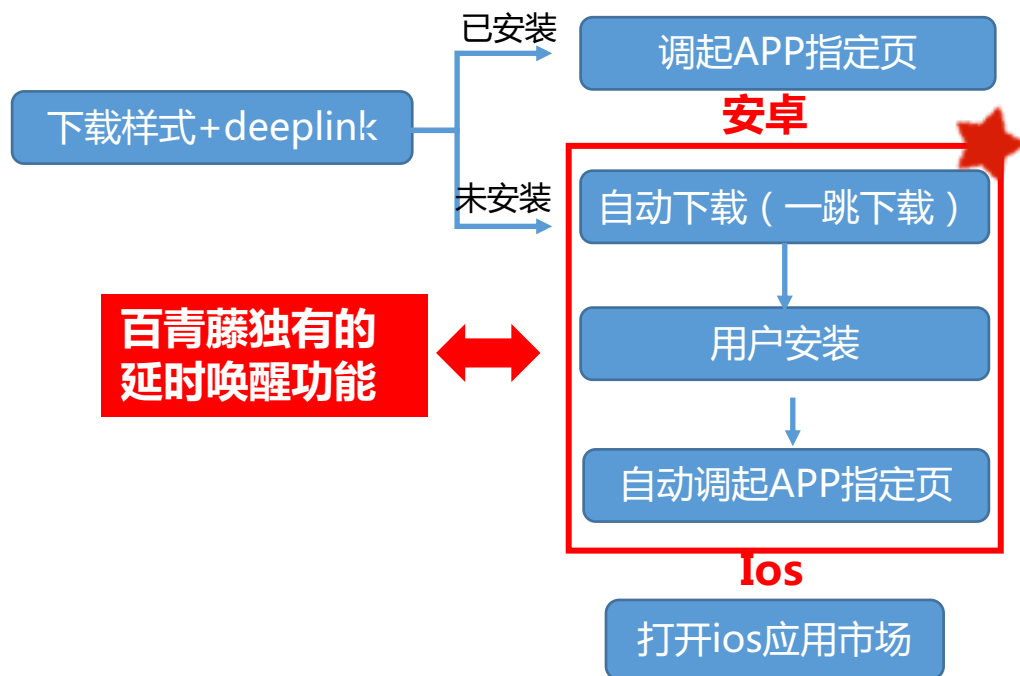 已安装
调起APP指定页
下载样式+deeplink
安卓
未安装
自动下载（一跳下载）
百青藤独有的
延时唤醒功能
用户安装
自动调起APP指定页
Ios
打开ios应用市场